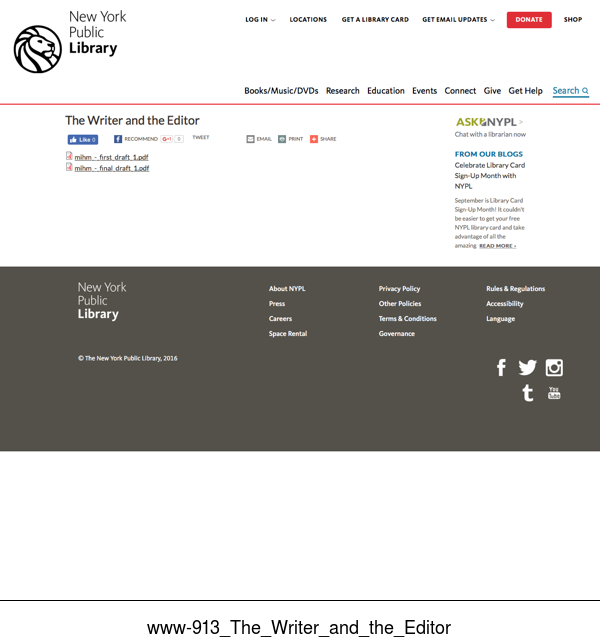 New York
Public
Library
LOG IN
LOCATIONS
GET A LIBRARY CARD
GET EMAIL UPDATES
DONATE
SHOP
Books/Music/DVDs
Research
Education
Events
Connect
Give
Get Help
Search
The Writer and the Editor
Like 0
RECOMMEND
G+1 0
TWEET
EMAIL
PRINT
SHARE
mihm_-_first_draft_1.pdf
mihm_-_final_draft_1.pdf
ASK NYPL >
Chat with a librarian now
FROM OUR BLOGS
Celebrate Library Card
Sign-Up Month with
NYPL
September is Library Card
Sign-Up Month! It couldn't
be easier to get your free
NYPL library card and take
advantage of all the
amazing READ MORE ›
New York
Public
Library
About NYPL
Press
Careers
Space Rental
Privacy Policy
Other Policies
Terms & Conditions
Governance
Rules & Regulations
Accessibility
Language
© The New York Public Library, 2016
You
Tube
www-913_The_Writer_and_the_Editor